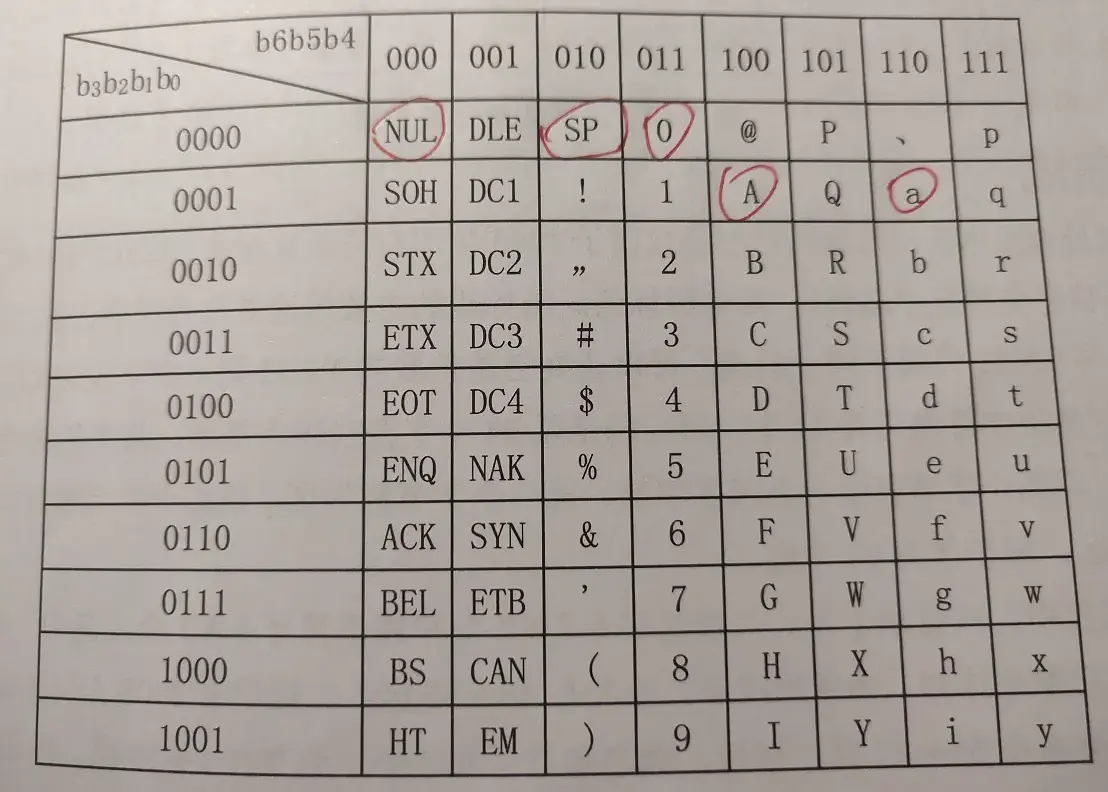 b6b5b4
b3b2b1b0
000 001 010 011 100 101 110 111
0000 NUL DLE SP 0 @ P 、 p
0001 SOH DC1 ! 1 A Q a q
0010 STX DC2 ” 2 B R b r
0011 ETX DC3 # 3 C S c s
0100 EOT DC4 $ 4 D T d t
0101 ENQ NAK % 5 E U e u
0110 ACK SYN & 6 F V f v
0111 BEL ETB ’ 7 G W g w
1000 BS CAN ( 8 H X h x
1001 HT EM ) 9 I Y i y